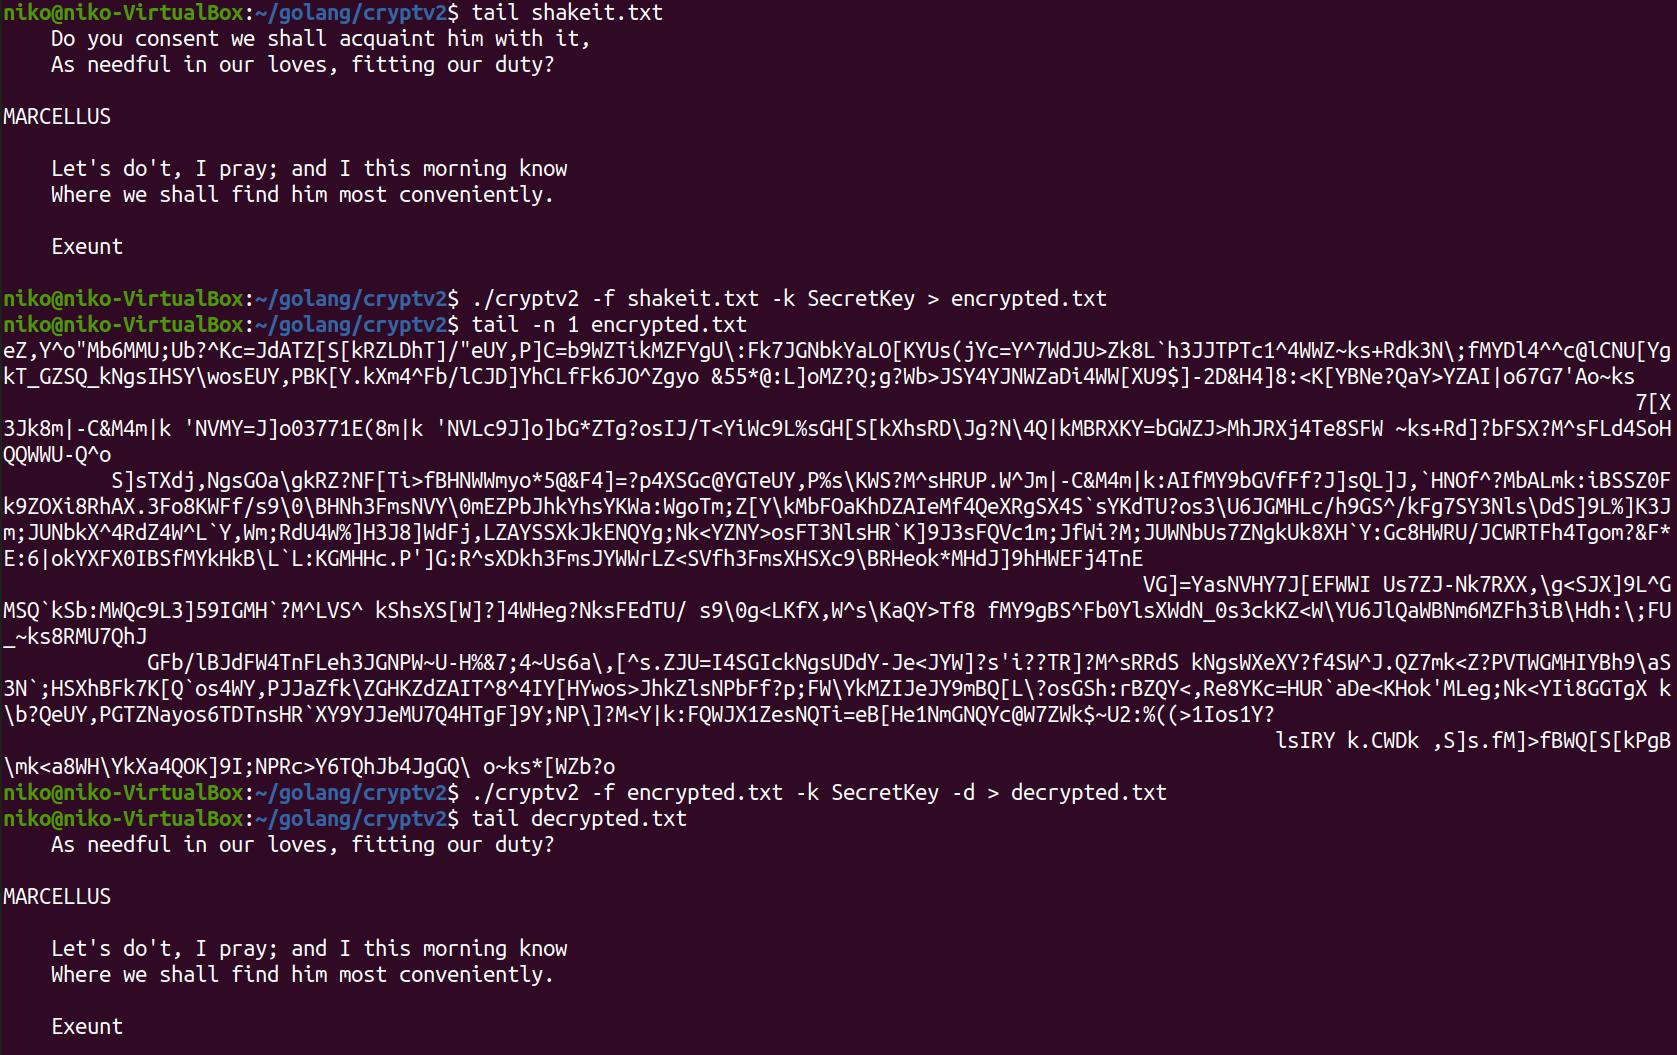 niko@niko-VirtualBox:~/golang/cryptv2$ tail shakeit.txt
    Do you consent we shall acquaint him with it,
    As needful in our loves, fitting our duty?
MARCELLUS
    Let's do't, I pray; and I this morning know
    Where we shall find him most conveniently.
    Exeunt
niko@niko-VirtualBox:~/golang/cryptv2$ ./cryptv2 -f shakeit.txt -k SecretKey > encrypted.txt
niko@niko-VirtualBox:~/golang/cryptv2$ tail -n 1 encrypted.txt
eZ,Y^o"Mb6MMU;Ub?^Kc=JdATZ[S[kRZLDhT]/"eUY,P]C=b9WZTikMZFYgU\:Fk7JGNbkYaLO[KYUs(jYc=Y^7WdJU>Zk8L`h3JJTPTc1^4WWZ~ks+Rdk3N\;fMYDl4^^c@lCNU[Yg
kT_GZSQ_kNgsIHSY\wosEUY,PBK[Y.kXm4^Fb/lCJD]YhCLfFk6JO^Zgyo &55*@:L]oMZ?Q;g?Wb>JSY4YJNWZaDi4WW[XU9$]-2D&H4]8:<K[YBNe?QaY>YZAI|o67G7'Ao~ks
7[X
3Jk8m|-C&M4m|k 'NVMY=J]o03771E(8m|k 'NVLc9J]o]bG*ZTg?osIJ/T<YiWc9L%sGH[S[kXhsRD\Jg?N\4Q|kMBRXKY=bGWZJ>MhJRXj4Te8SFW ~ks+Rd]?bFSX?M^sFLd4SoH
QQWWU-Q^o
S]sTXdj,NgsGOa\gkRZ?NF[Ti>fBHNWWmyo*5@&F4]=?p4XSGc@YGTeUY,P%s\KWS?M^sHRUP.W^Jm|-C&M4m|k:AIfMY9bGVfFf?J]sQL]J,`HNOf^?MbALmk:iBSSZ0F
k9ZOXi8RhAX.3Fo8KWFf/s9\0\BHNh3FmsNVY\0mEZPbJhkYhsYKWa:WgoTm;Z[Y\kMbFOaKhDZAIeMf4QeXRgSX4S`sYKdTU?os3\U6JGMHLc/h9GS^/kFg7SY3Nls\DdS]9L%]K3J
m;JUNbkX^4RdZ4W^L`Y,Wm;RdU4W%]H3J8]WdFj,LZAYSSXkJkENQYg;Nk<YZNY>osFT3NlsHR`K]9J3sFQVc1m;JfWi?M;JUWNbUs7ZNgkUk8XH`Y:Gc8HWRU/JCWRTFh4Tgom?&F*
E:6|okYXFX0IBSfMYkHkB\L`L:KGMHHc.P']G:R^sXDkh3FmsJYWWrLZ<SVfh3FmsXHSXc9\BRHeok*MHdJ]9hHWEFj4TnE
VG]=YasNVHY7J[EFWWI Us7ZJ-Nk7RXX,\g<SJX]9L^G
MSQ`kSb:MWQc9L3]59IGMH`?M^LVS^ kShsXS[W]?]4WHeg?NksFEdTU/ s9\0g<LKfX,W^s\KaQY>Tf8 fMY9gBS^Fb0YlsXWdN_0s3ckKZ<W\YU6JlQaWBNm6MZFh3iB\Hdh:\;FU
_~ks8RMU7QhJ
GFb/lBJdFW4TnFLeh3JGNPW~U-H%&7;4~Us6a\,[^s.ZJU=I4SGIckNgsUDdY-Je<JYW]?s'i??TR]?M^sRRdS kNgsWXeXY?f4SW^J.QZ7mk<Z?PVTWGMHIYBh9\aS
3N`;HSXhBFk7K[Q`os4WY,PJJaZfk\ZGHKZdZAIT^8^4IY[HYwos>JhkZlsNPbFf?p;FW\YkMZIJeJY9mBQ[L\?osGSh:rBZQY<,Re8YKc=HUR`aDe<KHok'MLeg;Nk<YIi8GGTgX k
\b?QeUY,PGTZNayos6TDTnsHR`XY9YJJeMU7Q4HTgF]9Y;NP\]?M<Y|k:FQWJX1ZesNQTi=eB[He1NmGNQYc@W7ZWk$~U2:%((>1Ios1Y?
lsIRY k.CWDk ,S]s.fM]>fBWQ[S[kPgB
\mk<a8WH\YkXa4QOK]9I;NPRc>Y6TQhJb4JgGQ\ o~ks*[WZb?o
niko@niko-VirtualBox:~/golang/cryptv2$ ./cryptv2 -f encrypted.txt -k SecretKey -d > decrypted.txt
niko@niko-VirtualBox:~/golang/cryptv2$ tail decrypted.txt
    As needful in our loves, fitting our duty?
MARCELLUS
    Let's do't, I pray; and I this morning know
    Where we shall find him most conveniently.
    Exeunt